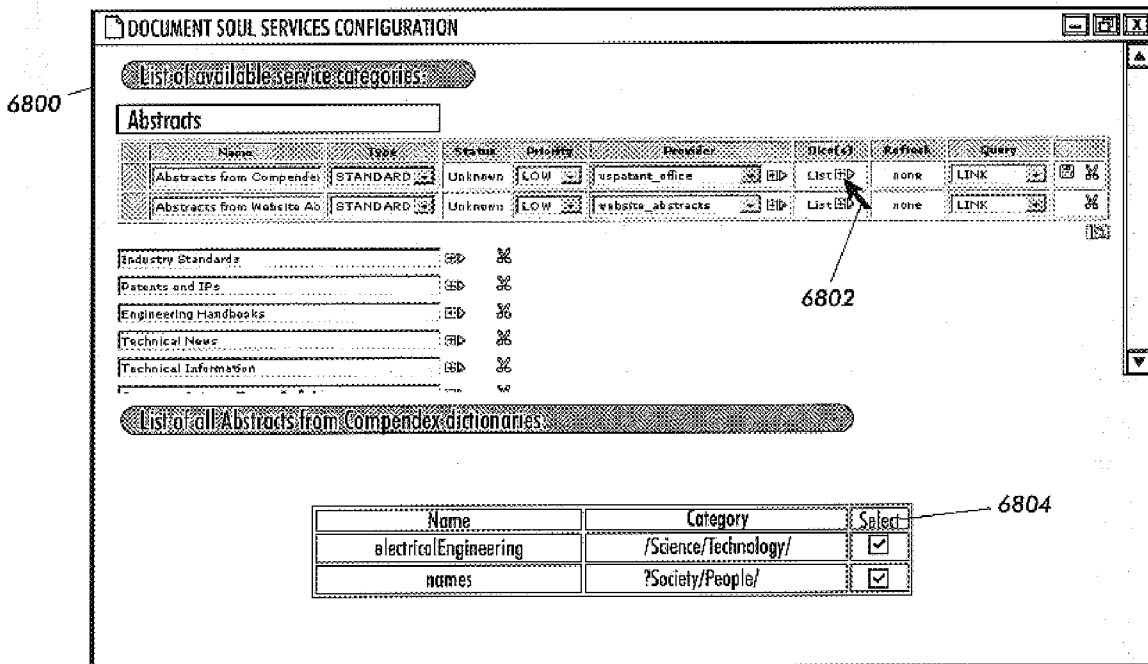 DOCUMENT SOUL SERVICES CONFIGURATION
List of available service categories:
6800
Abstracts
Name Type Status Priority Provider Dict(s) Refresh Query
Abstracts from Compende STANDARD Unknown LOW uspatent_office List none LINK
Abstracts from Website Ab STANDARD Unknown LOW website_abstracts List none LINK
Industry Standards
6802
Patents and IPs
Engineering Handbooks
Technical News
Technical Information
List of all Abstracts from Compendex dictionaries:
6804
Name Category Select
electricalEngineering /Science/Technology/
names ?Society/People/